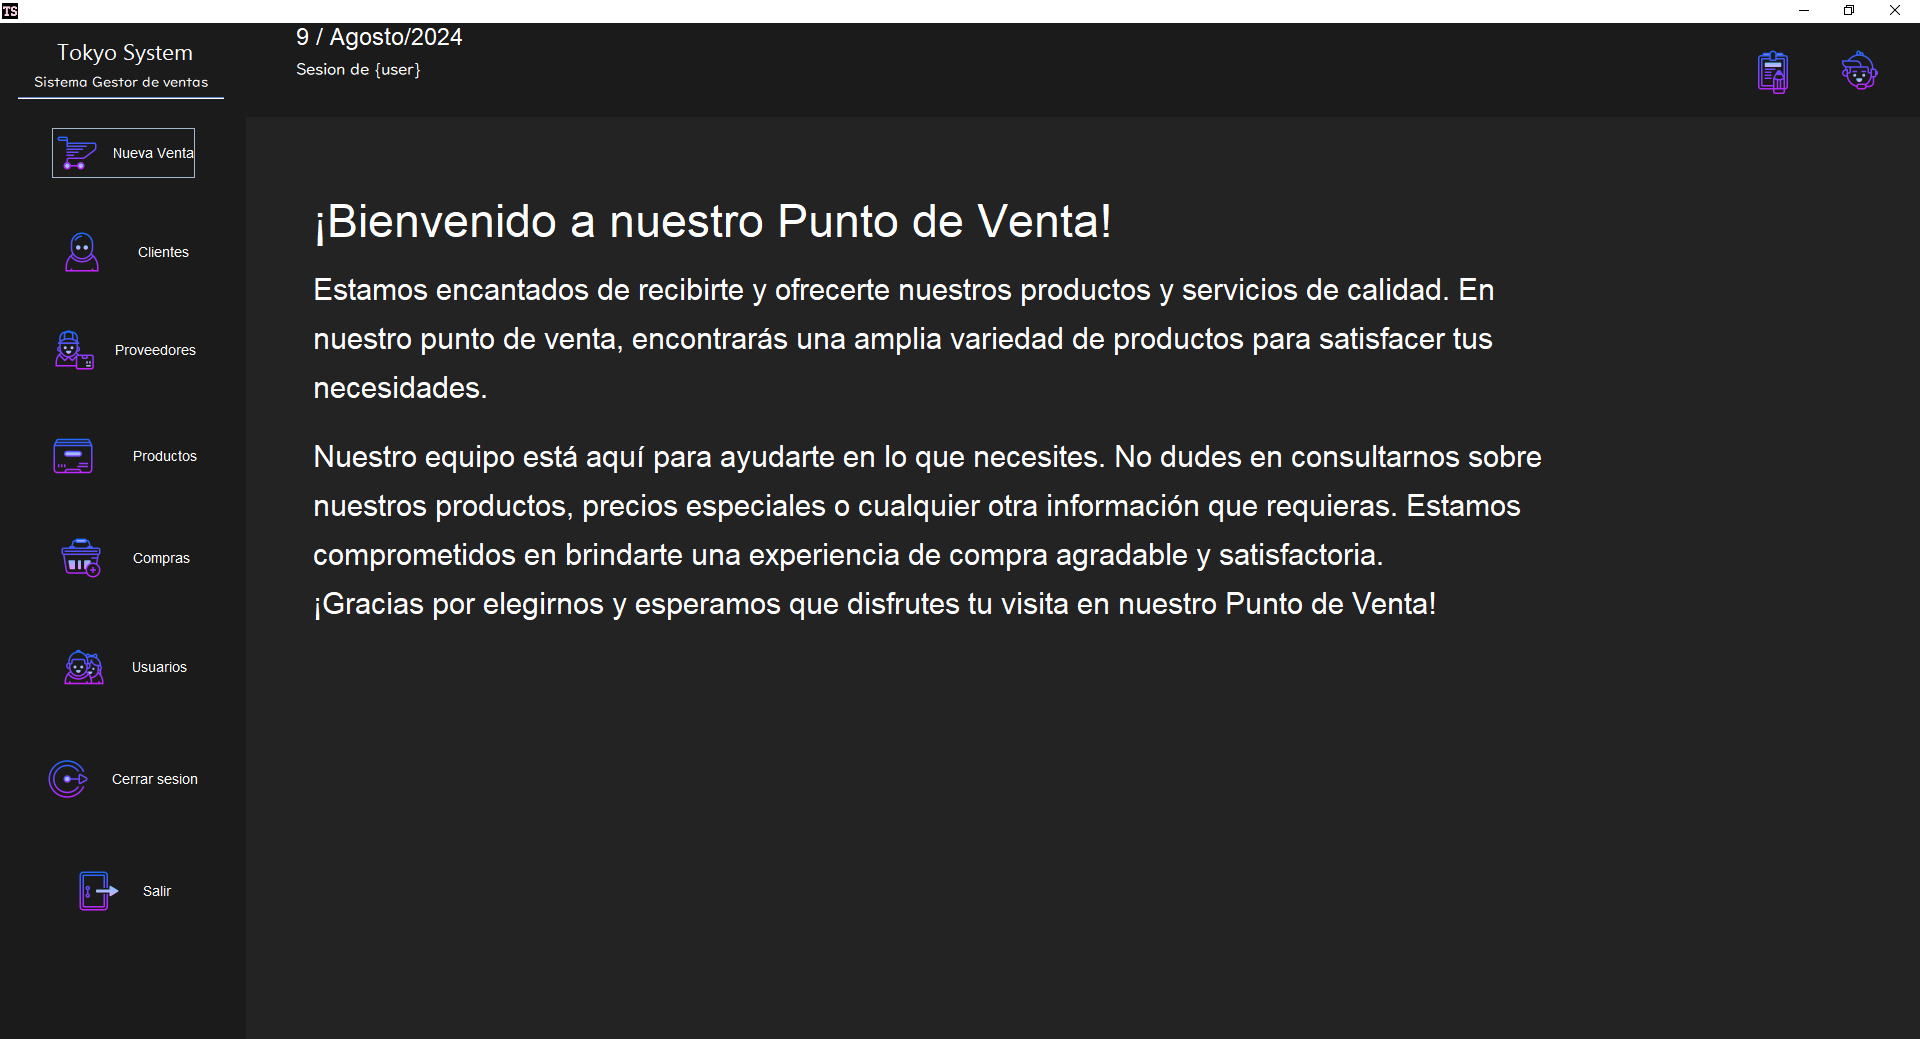 TS
Tokyo System
Sistema Gestor de ventas
9 / Agosto/2024
Sesion de {user}
Nueva Venta
Clientes
Proveedores
Productos
Compras
Usuarios
Cerrar sesion
Salir
¡Bienvenido a nuestro Punto de Venta!
Estamos encantados de recibirte y ofrecerte nuestros productos y servicios de calidad. En
nuestro punto de venta, encontrarás una amplia variedad de productos para satisfacer tus
necesidades.
Nuestro equipo está aquí para ayudarte en lo que necesites. No dudes en consultarnos sobre
nuestros productos, precios especiales o cualquier otra información que requieras. Estamos
comprometidos en brindarte una experiencia de compra agradable y satisfactoria.
¡Gracias por elegirnos y esperamos que disfrutes tu visita en nuestro Punto de Venta!